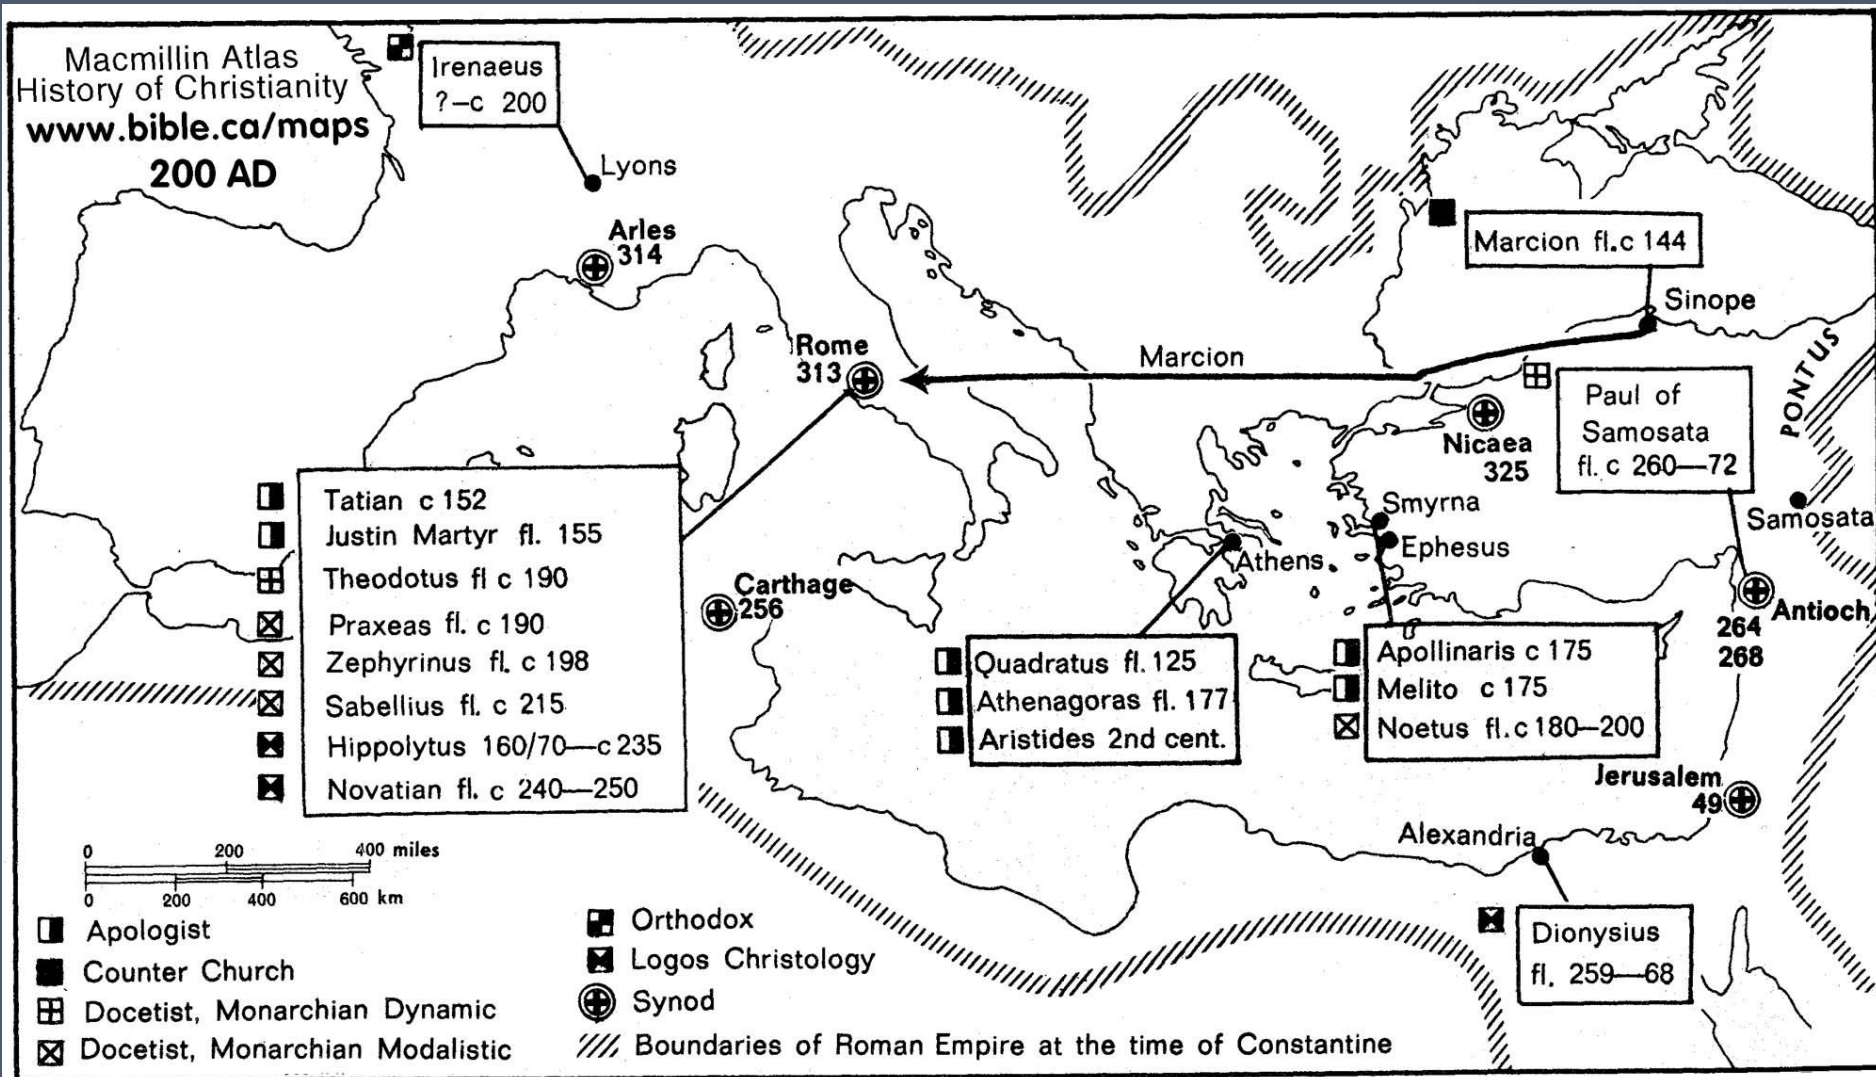 Macmillin Atlas
History of Christianity
www.bible.ca/maps
200 AD
Irenaeus
?–c 200
Lyons
Arles
314
Marcion fl.c 144
Sinope
PONTUS
Rome
313
Marcion
Paul of
Samosata
fl. c 260—72
Nicaea
325
Samosata
Smyrna
Ephesus
Athens
Tatian c 152
Justin Martyr fl. 155
Theodotus fl c 190
Praxeas fl. c 190
Zephyrinus fl. c 198
Sabellius fl. c 215
Hippolytus 160/70—c 235
Novatian fl. c 240—250
Carthage
256
Antioch
264
268
Quadratus fl. 125
Athenagoras fl. 177
Aristides 2nd cent.
Apollinaris c 175
Melito c 175
Noetus fl.c 180–200
Jerusalem
49
Alexandria
Dionysius
fl. 259—68
0 200 400 miles
0 200 400 600 km
Apologist
Counter Church
Docetist, Monarchian Dynamic
Docetist, Monarchian Modalistic
Orthodox
Logos Christology
Synod
Boundaries of Roman Empire at the time of Constantine